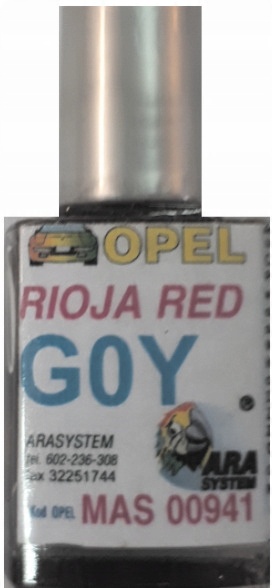 OPEL
RIOJA RED
G0Y
®
ARASYSTEM
tel. 602-236-308
fax 32251744
ARA
SYSTEM
Kod OPEL MAS 00941